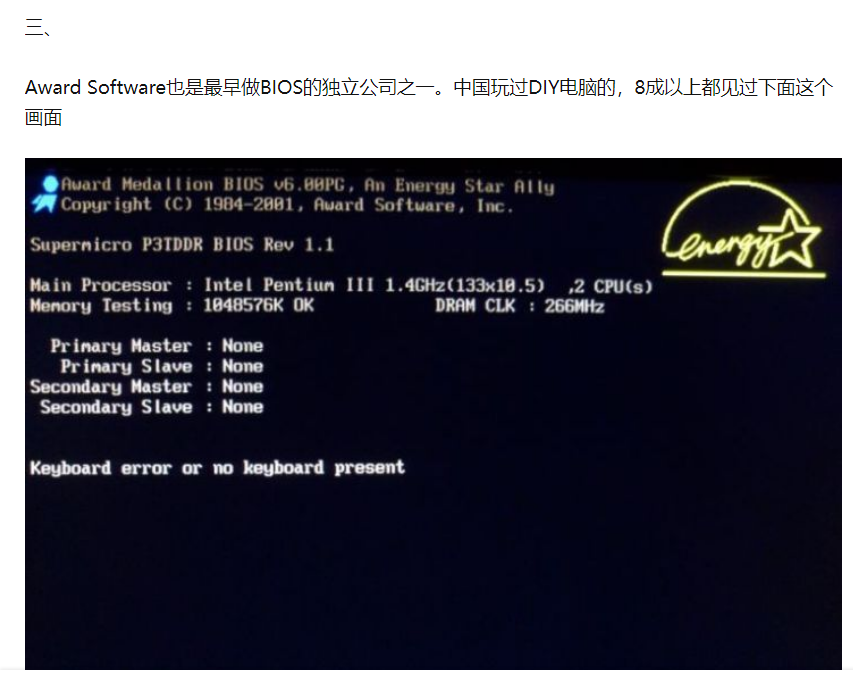 三、
Award Software也是最早做BIOS的独立公司之一。中国玩过DIY电脑的，8成以上都见过下面这个
画面
Award Medallion BIOS v6.00PG, An Energy Star Ally
Copyright (C) 1984-2001, Award Software, Inc.
energy
Supermicro P3TDDR BIOS Rev 1.1
Main Processor : Intel Pentium III 1.4GHz(133x10.5) ,2 CPU(s)
Memory Testing : 1048576K OK DRAM CLK : 266MHz
Primary Master : None
Primary Slave : None
Secondary Master : None
Secondary Slave : None
Keyboard error or no keyboard present